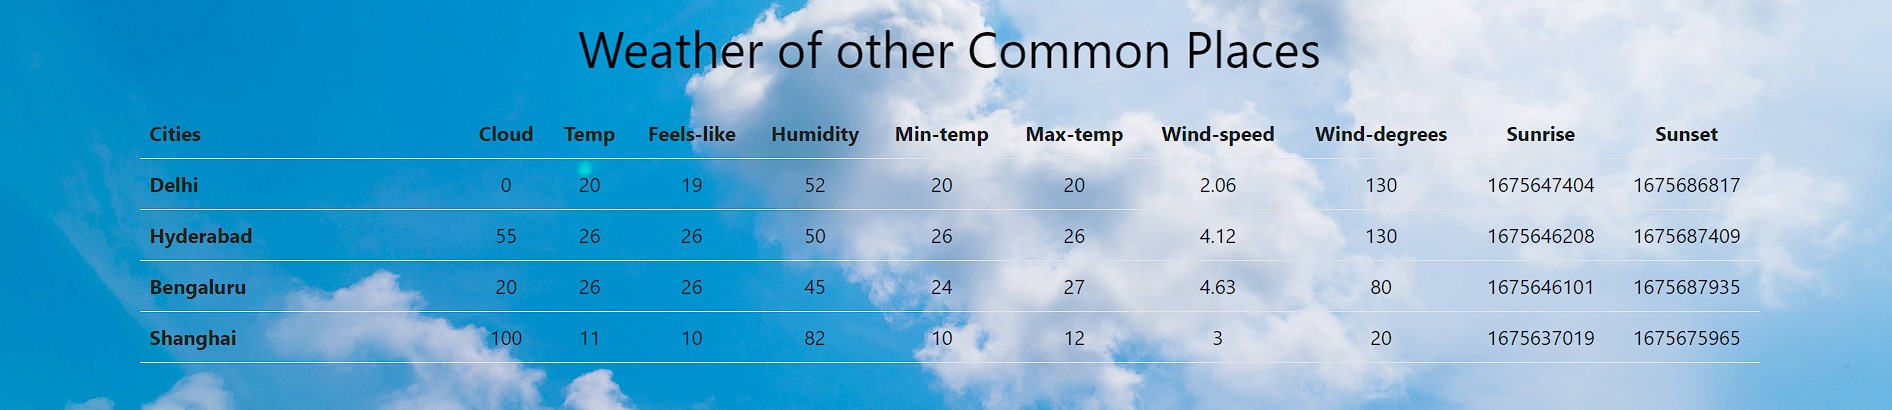 Weather of other Common Places
Cities Cloud Temp Feels-like Humidity Min-temp Max-temp Wind-speed Wind-degrees Sunrise Sunset
Delhi 0 20 19 52 20 20 2.06 130 1675647404 1675686817
Hyderabad 55 26 26 50 26 26 4.12 130 1675646208 1675687409
Bengaluru 20 26 26 45 24 27 4.63 80 1675646101 1675687935
Shanghai 100 11 10 82 10 12 3 20 1675637019 1675675965